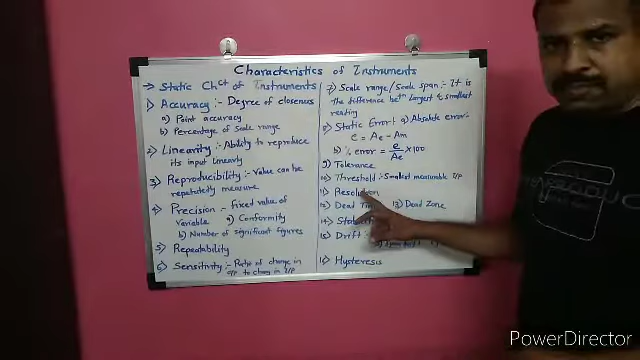 Characteristics of Instruments
→ Static Chct of Instruments
1) Accuracy :- Degree of closeness
a) Point accuracy
b) Percentage of scale range
2) Linearity :- Ability to reproduce
its input linearly
3) Reproducibility :- Value can be
repeatedly measure
4) Precision :- Fixed value of
variable a) Conformity
b) Number of significant figures
5) Repeatability
6) Sensitivity :- Ratio of change in
O/P to chang in I/P
7) Scale range/Scale span :- It is
The difference betn largest & smallest
reading
8) Static Error :- a) Absolute error :-
e = Ae - Am
b) % error = e/Ae × 100
9) Tolerance
10) Threshold :- Smallest measurable I/P
11) Resolution
12) Dead Time 13) Dead Zone
14)
15) Drift :-
16) Hysteresis
PowerDirector